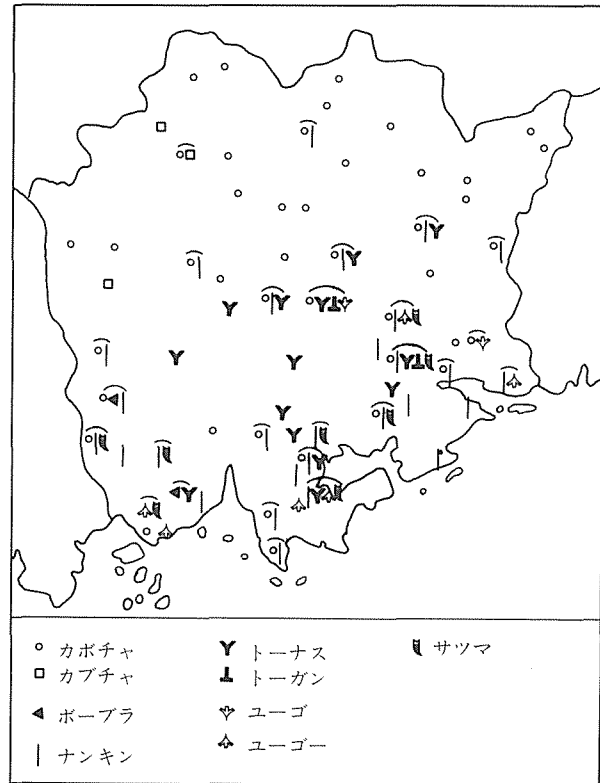 カボチャ
カブチャ
ボーブラ
ナンキン
トーナス
トーガン
ユーゴ
ユーゴー
サツマ